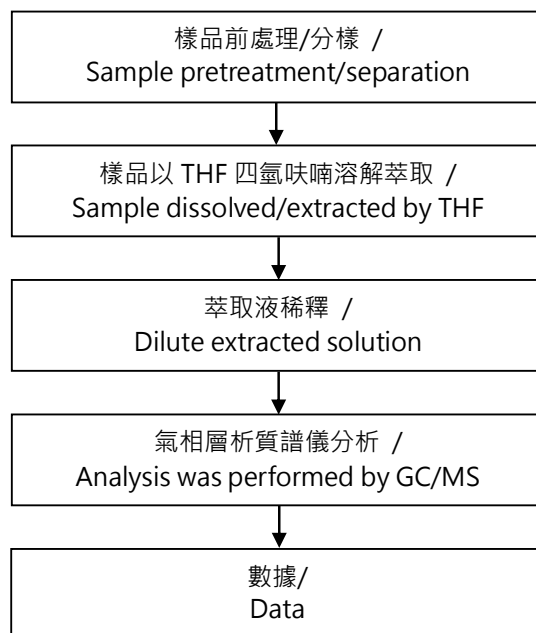 樣品前處理/分樣 /
Sample pretreatment/separation
樣品以 THF 四氫呋喃溶解萃取 /
Sample dissolved/extracted by THF
萃取液稀釋 /
Dilute extracted solution
氣相層析質譜儀分析 /
Analysis was performed by GC/MS
數據/
Data